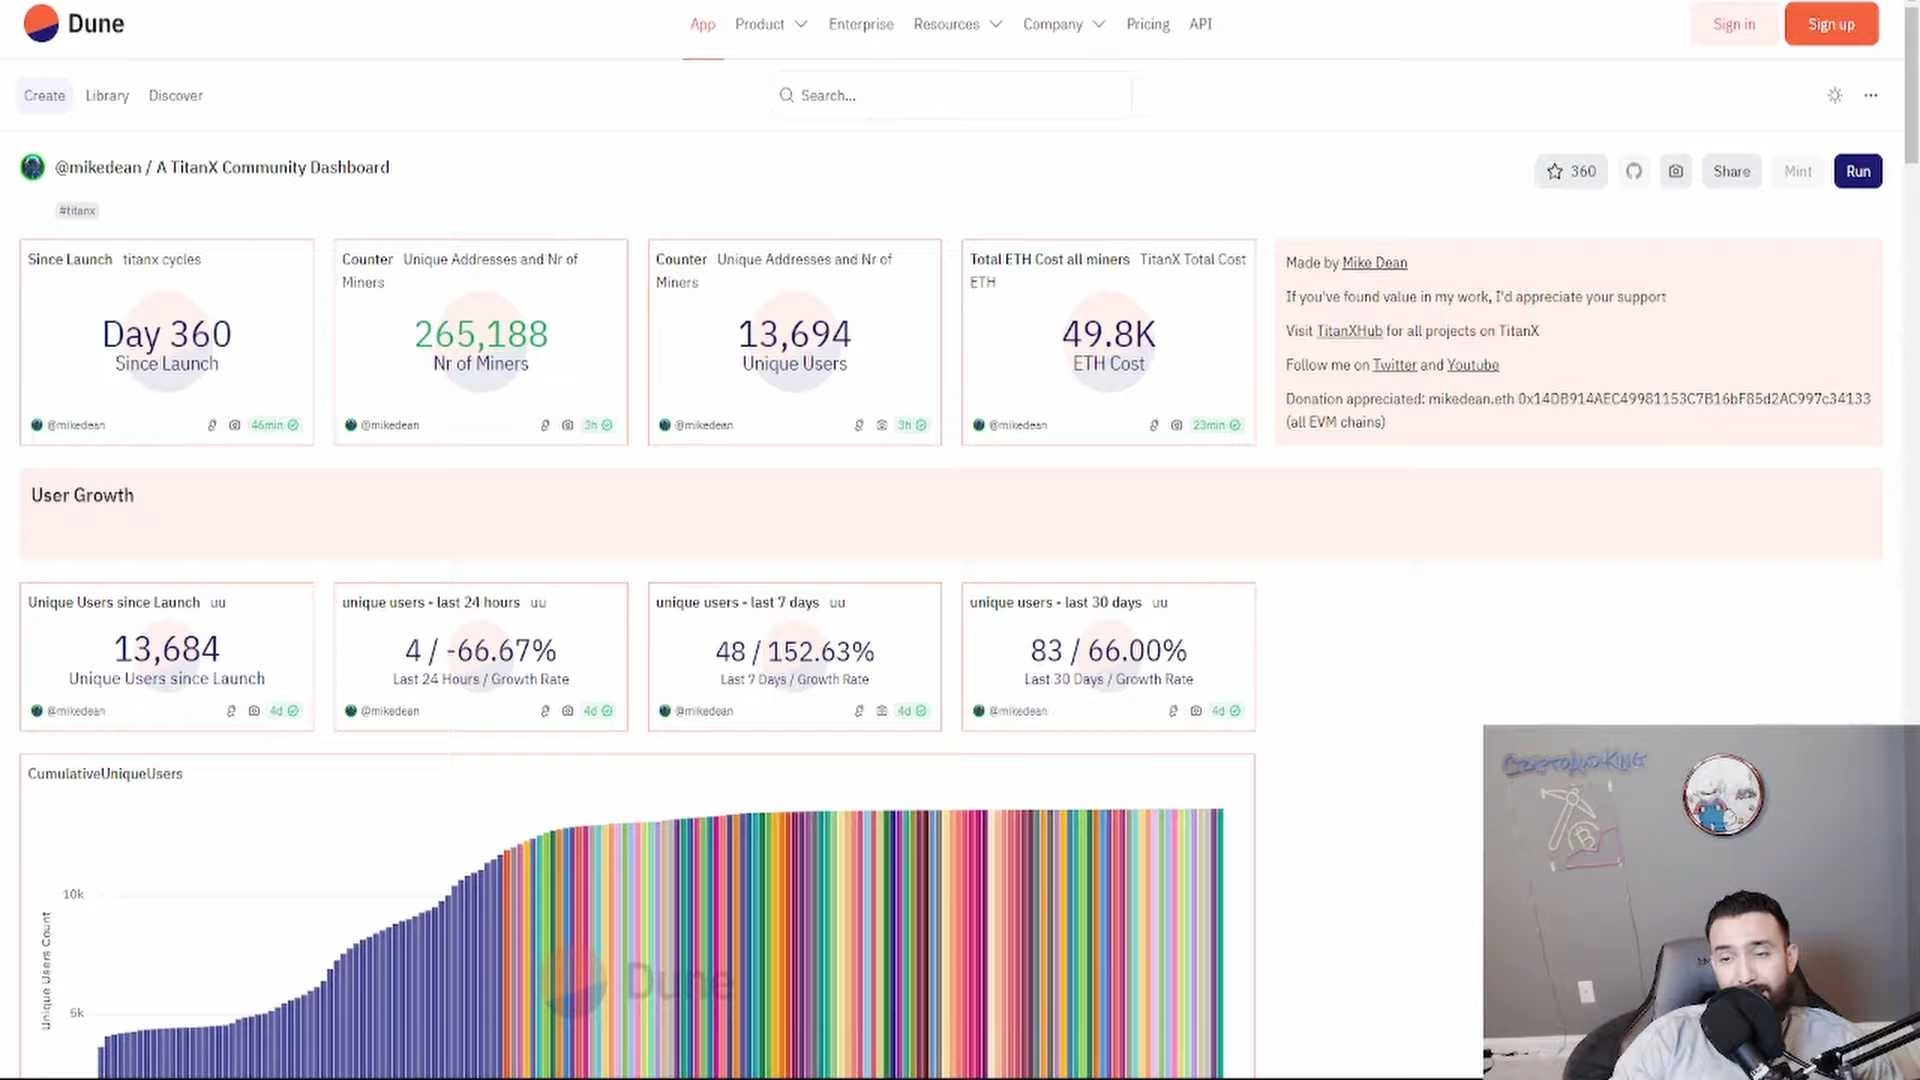 Dune
App Product Enterprise Resources Company Pricing API
Sign in Sign up
Create Library Discover
Search...
@mikedean / A TitanX Community Dashboard
360 Share Mint Run
#titanx
Since Launch titanx cycles
Day 360
Since Launch
@mikedean 46min
Counter Unique Addresses and Nr of
Miners
265,188
Nr of Miners
@mikedean 3h
Counter Unique Addresses and Nr of
Miners
13,694
Unique Users
@mikedean 3h
Total ETH Cost all miners TitanX Total Cost
ETH
49.8K
ETH Cost
@mikedean 23min
Made by Mike Dean
If you've found value in my work, I'd appreciate your support
Visit TitanXHub for all projects on TitanX
Follow me on Twitter and Youtube
Donation appreciated: mikedean.eth 0x14DB914AEC49981153C7B16bF85d2AC997c34133
(all EVM chains)
User Growth
Unique Users since Launch uu
13,684
Unique Users since Launch
@mikedean 4d
unique users - last 24 hours uu
4 / -66.67%
Last 24 Hours / Growth Rate
@mikedean 4d
unique users - last 7 days uu
48 / 152.63%
Last 7 Days / Growth Rate
@mikedean 4d
unique users - last 30 days uu
83 / 66.00%
Last 30 Days / Growth Rate
@mikedean 4d
CumulativeUniqueUsers
10k
5k
Unique Users Count
Dune